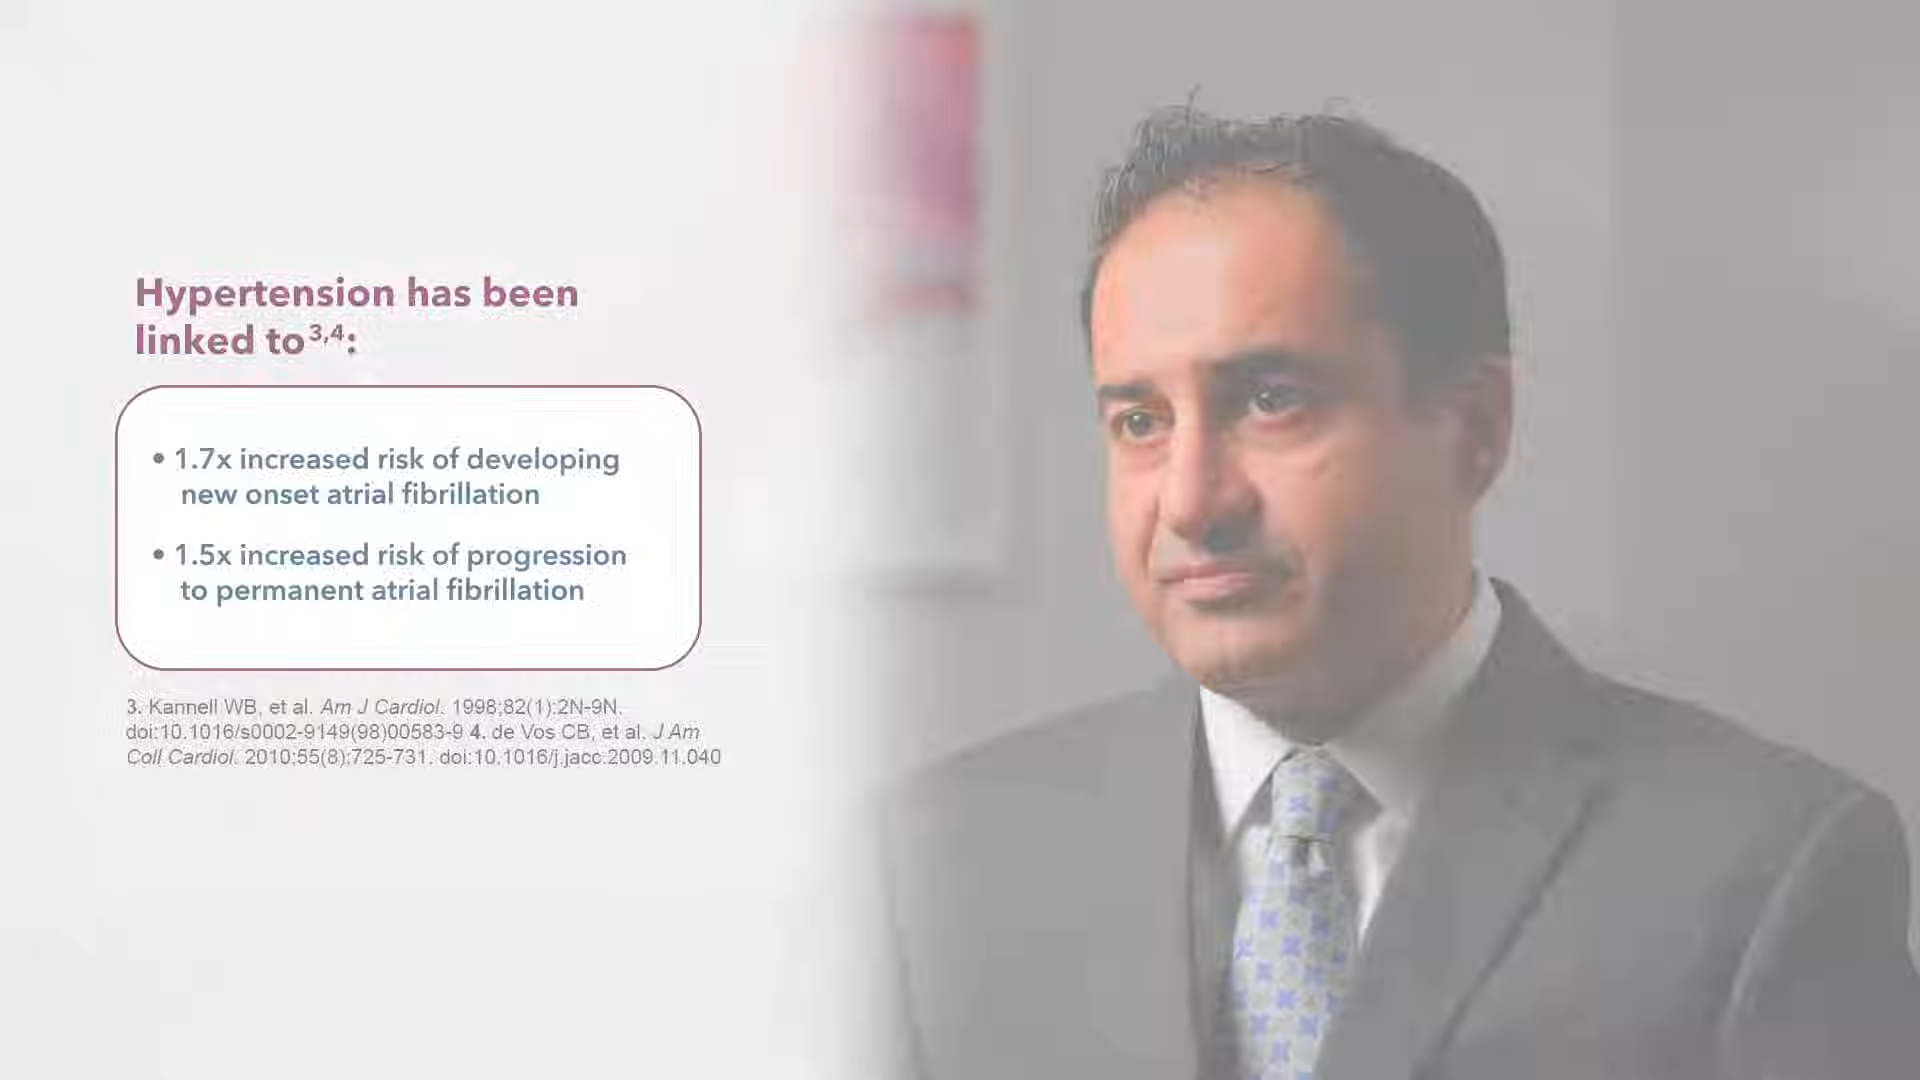 Hypertension has been
linked to3,4:
• 1.7x increased risk of developing
new onset atrial fibrillation
• 1.5x increased risk of progression
to permanent atrial fibrillation
3. Kannell WB, et al. Am J Cardiol. 1998;82(1):2N-9N.
doi:10.1016/s0002-9149(98)00583-9 4. de Vos CB, et al. J Am
Coll Cardiol. 2010;55(8):725-731. doi:10.1016/j.jacc.2009.11.040